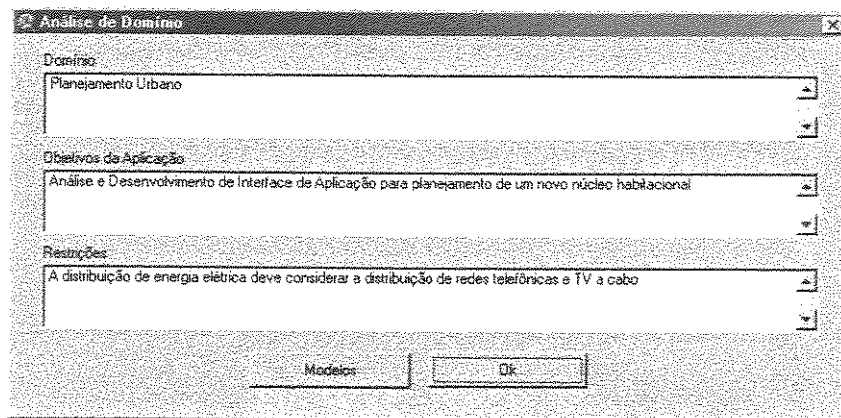 Análise de Domínio
Domínio
Planejamento Urbano
Objetivos da Aplicação
Análise e Desenvolvimento de Interface de Aplicação para planejamento de um novo núcleo habitacional
Restrições
A distribuição de energia elétrica deve considerar a distribuição de redes telefônicas e TV a cabo
Modelos
Ok